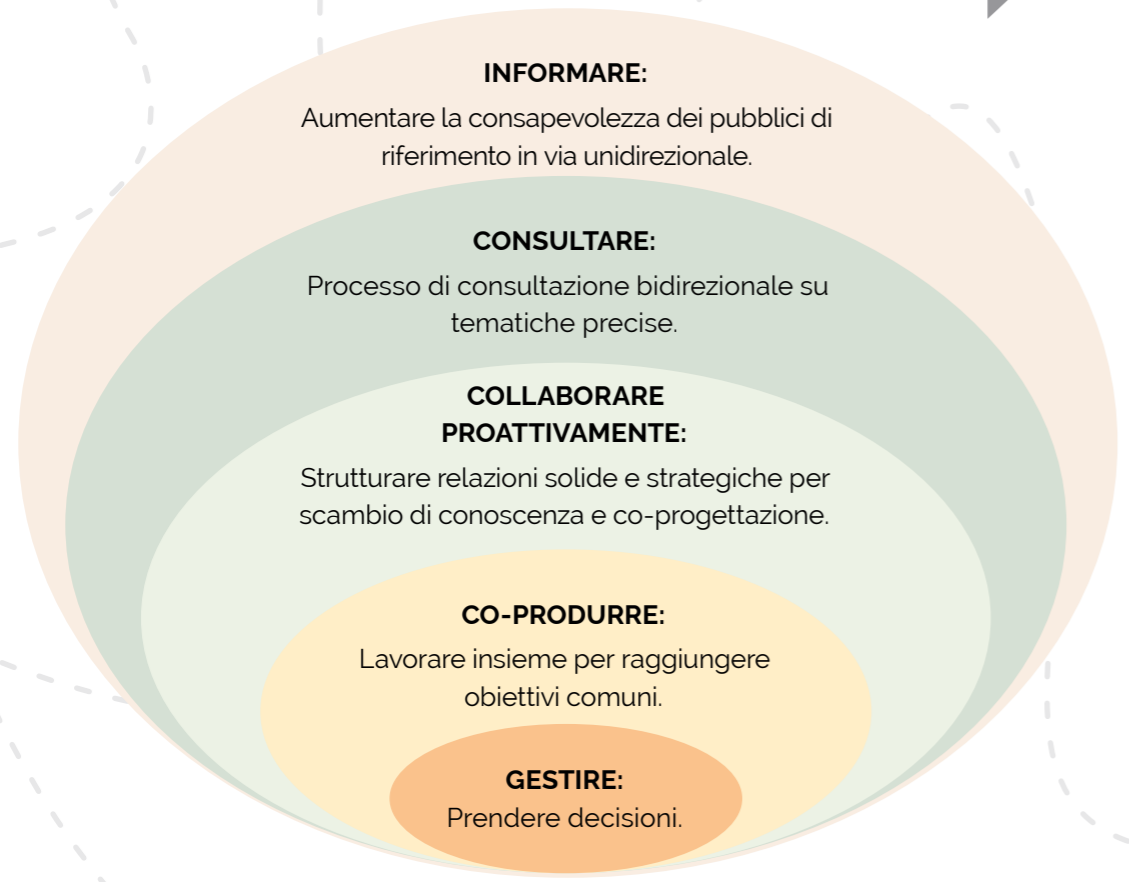 INFORMARE:
Aumentare la consapevolezza dei pubblici di
riferimento in via unidirezionale.
CONSULTARE:
Processo di consultazione bidirezionale su
tematiche precise.
COLLABORARE
PROATTIVAMENTE:
Strutturare relazioni solide e strategiche per
scambio di conoscenza e co-progettazione.
CO-PRODURRE:
Lavorare insieme per raggiungere
obiettivi comuni.
GESTIRE:
Prendere decisioni.